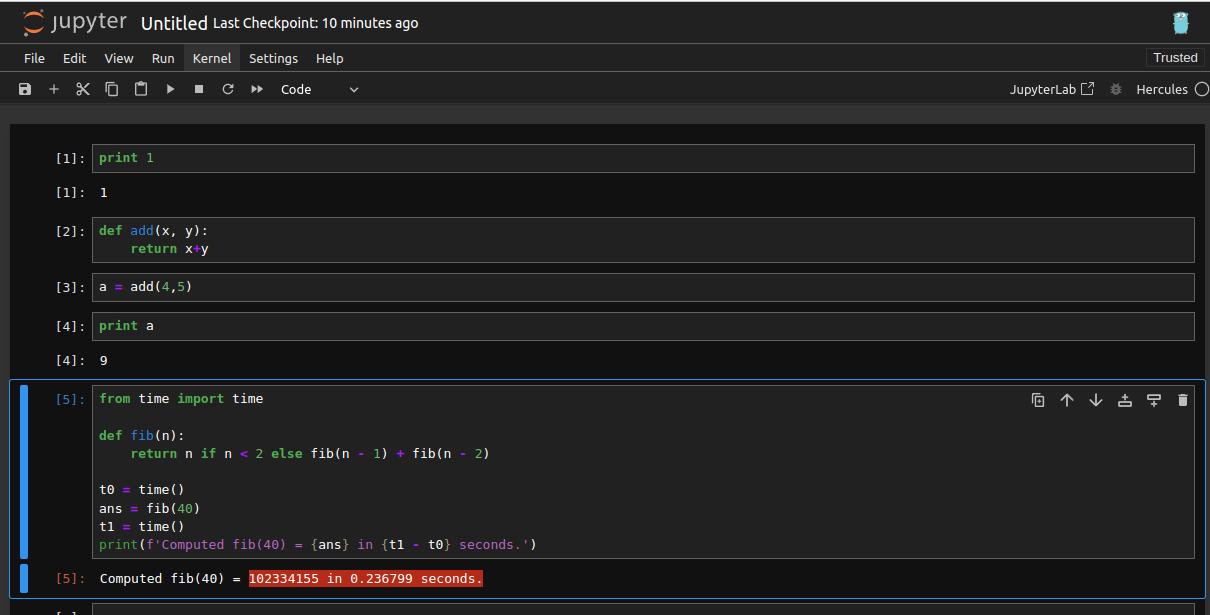 jupyter Untitled Last Checkpoint: 10 minutes ago
File Edit View Run Kernel Settings Help Trusted
Code JupyterLab Hercules
[1]: print 1
[1]: 1
[2]: def add(x, y):
return x+y
[3]: a = add(4,5)
[4]: print a
[4]: 9
[5]: from time import time
def fib(n):
return n if n < 2 else fib(n - 1) + fib(n - 2)
t0 = time()
ans = fib(40)
t1 = time()
print(f'Computed fib(40) = {ans} in {t1 - t0} seconds.')
[5]: Computed fib(40) = 102334155 in 0.236799 seconds.